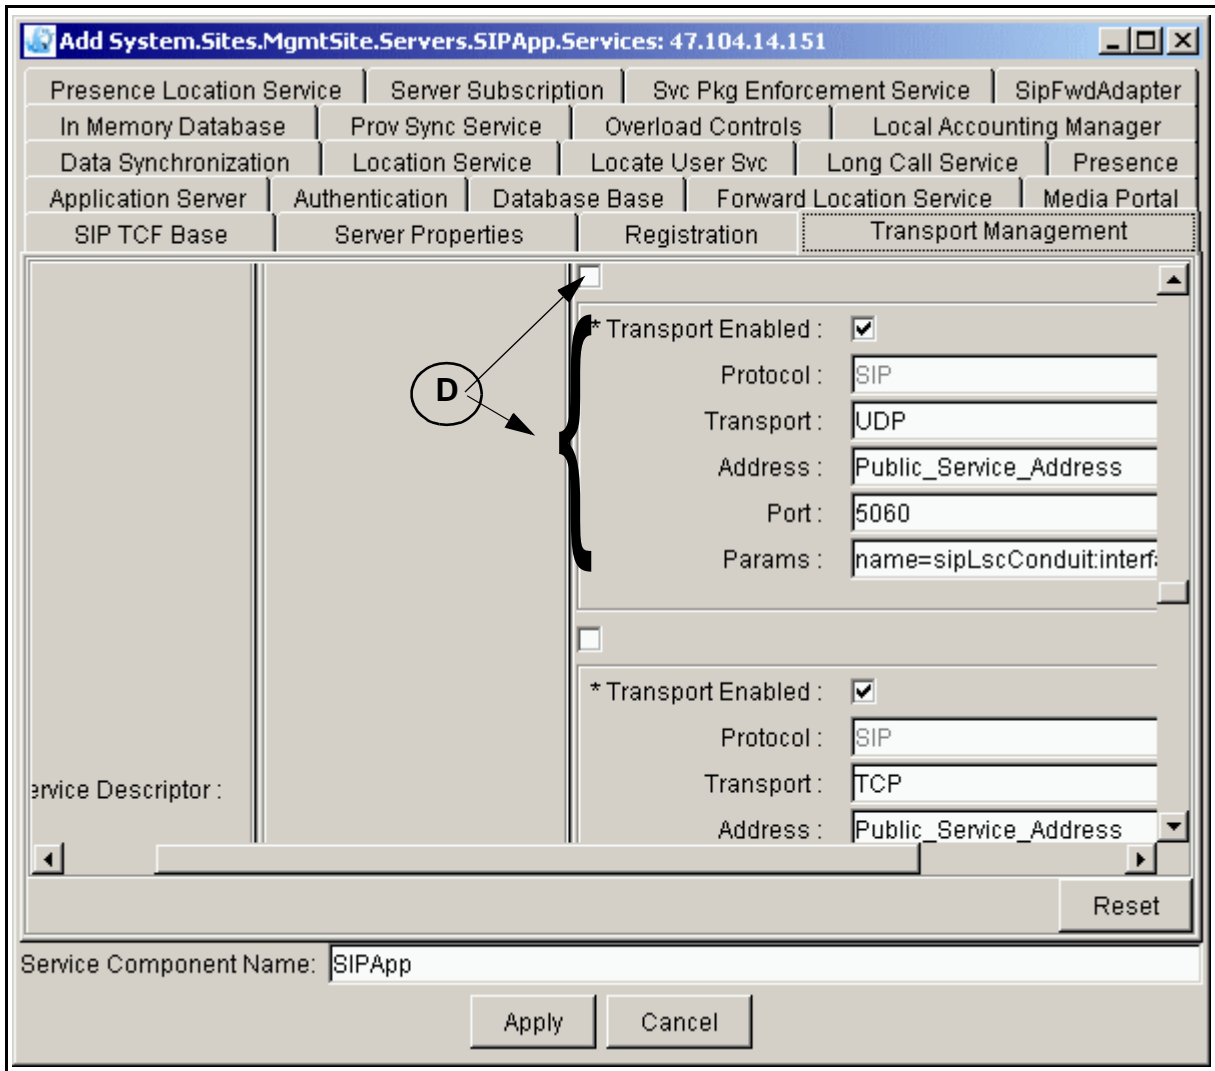 Add System.Sites.MgmtSite.Servers.SIPApp.Services: 47.104.14.151
Presence Location Service Server Subscription Svc Pkg Enforcement Service SipFwdAdapter
In Memory Database Prov Sync Service Overload Controls Local Accounting Manager
Data Synchronization Location Service Locate User Svc Long Call Service Presence
Application Server Authentication Database Base Forward Location Service Media Portal
SIP TCF Base Server Properties Registration Transport Management
* Transport Enabled :
Protocol : SIP
D
Transport : UDP
Address : Public_Service_Address
Port : 5060
Params : name=sipLscConduit:interfa
* Transport Enabled :
Protocol : SIP
Transport : TCP
ervice Descriptor :
Address : Public_Service_Address
Reset
Service Component Name: SIPApp
Apply Cancel